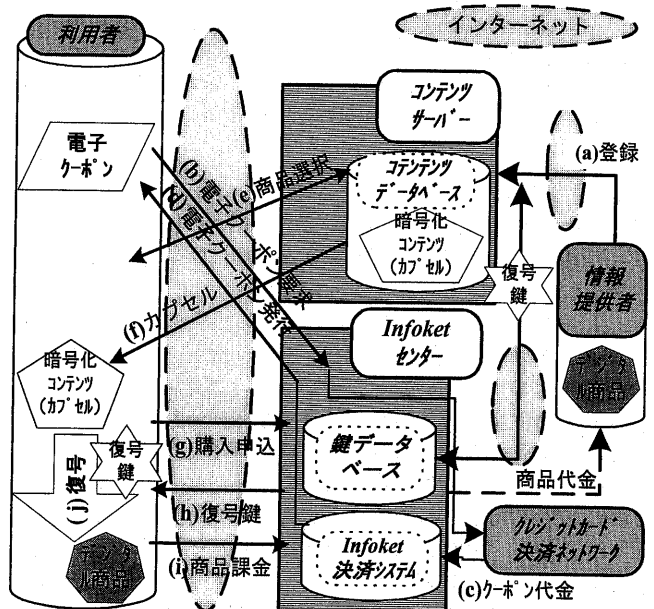 利用者
インターネット
コンテンツ
サーバー
電子
クーポン
(b)電子クーポン要求
(e)商品選択
(d)電子クーポン発行
コテンテンツ
データベース
暗号化
コンテンツ
(カプセル)
(a)登録
復号
鍵
情報
提供者
デジタ
ル商品
(f)カプセル
Infoket
センター
暗号化
コンテンツ
(カプセル)
(g)購入申込
鍵データ
ベース
商品代金
復号
鍵
(j)復号
(h)復号鍵
クレジットカード
決済ネットワーク
デジタ
ル商品
(i)商品課金
Infoket
決済システム
(c)クーポン代金